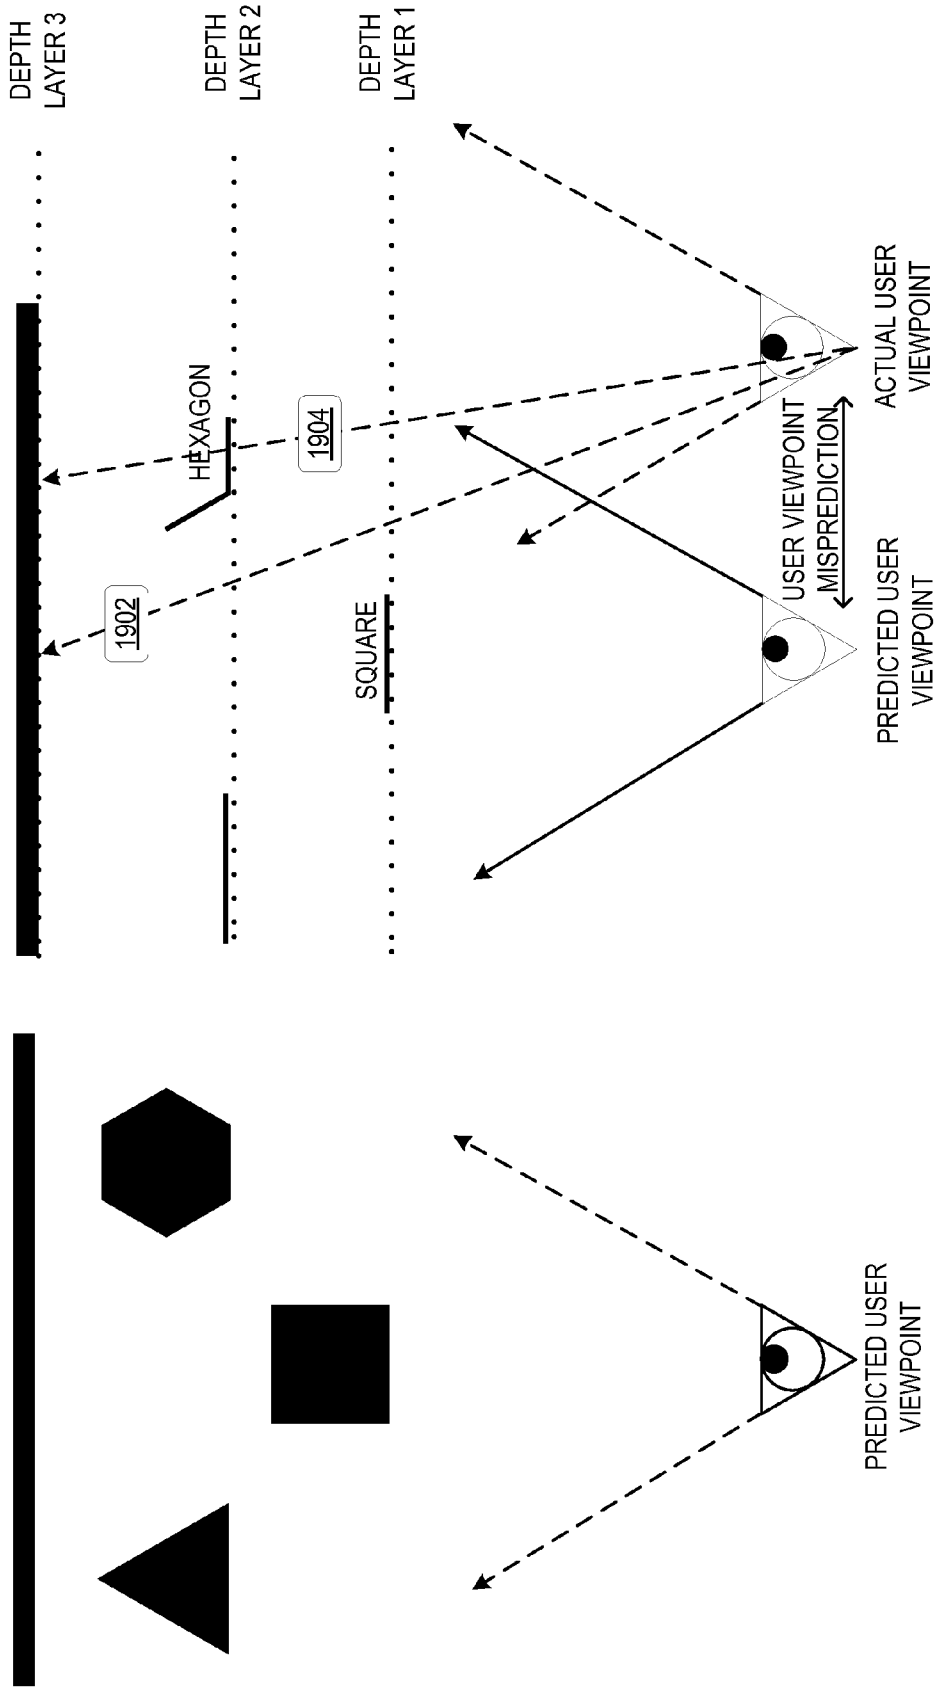 DEPTH
LAYER 3
DEPTH
LAYER 2
DEPTH
LAYER 1
HEXAGON
1904
1902
SQUARE
USER VIEWPOINT
MISPREDICTION
ACTUAL USER
VIEWPOINT
PREDICTED USER
VIEWPOINT
PREDICTED USER
VIEWPOINT